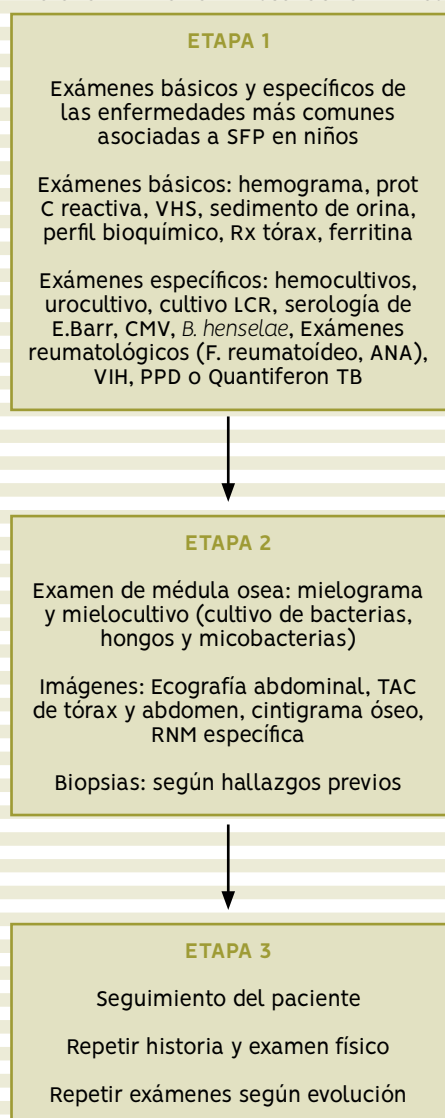 ETAPA 1
Exámenes básicos y específicos de
las enfermedades más comunes
asociadas a SFP en niños
Exámenes básicos: hemograma, prot
C reactiva, VHS, sedimento de orina,
perfil bioquímico, Rx tórax, ferritina
Exámenes específicos: hemocultivos,
urocultivo, cultivo LCR, serología de
E.Barr, CMV, B. henselae, Exámenes
reumatológicos (F. reumatoídeo, ANA),
VIH, PPD o Quantiferon TB
ETAPA 2
Examen de médula osea: mielograma
y mielocultivo (cultivo de bacterias,
hongos y micobacterias)
Imágenes: Ecografía abdominal, TAC
de tórax y abdomen, cintigrama óseo,
RNM específica
Biopsias: según hallazgos previos
ETAPA 3
Seguimiento del paciente
Repetir historia y examen físico
Repetir exámenes según evolución